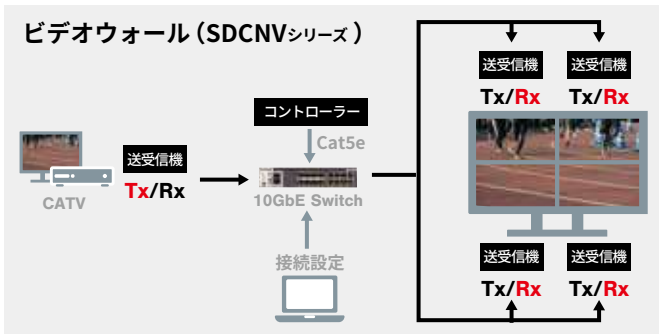 ビデオウォール（SDCNVシリーズ ）
送受信機 送受信機
Tx/Rx Tx/Rx
コントローラー
Cat5e
送受信機
Tx/Rx
CATV
10GbE Switch
接続設定
送受信機 送受信機
Tx/Rx Tx/Rx